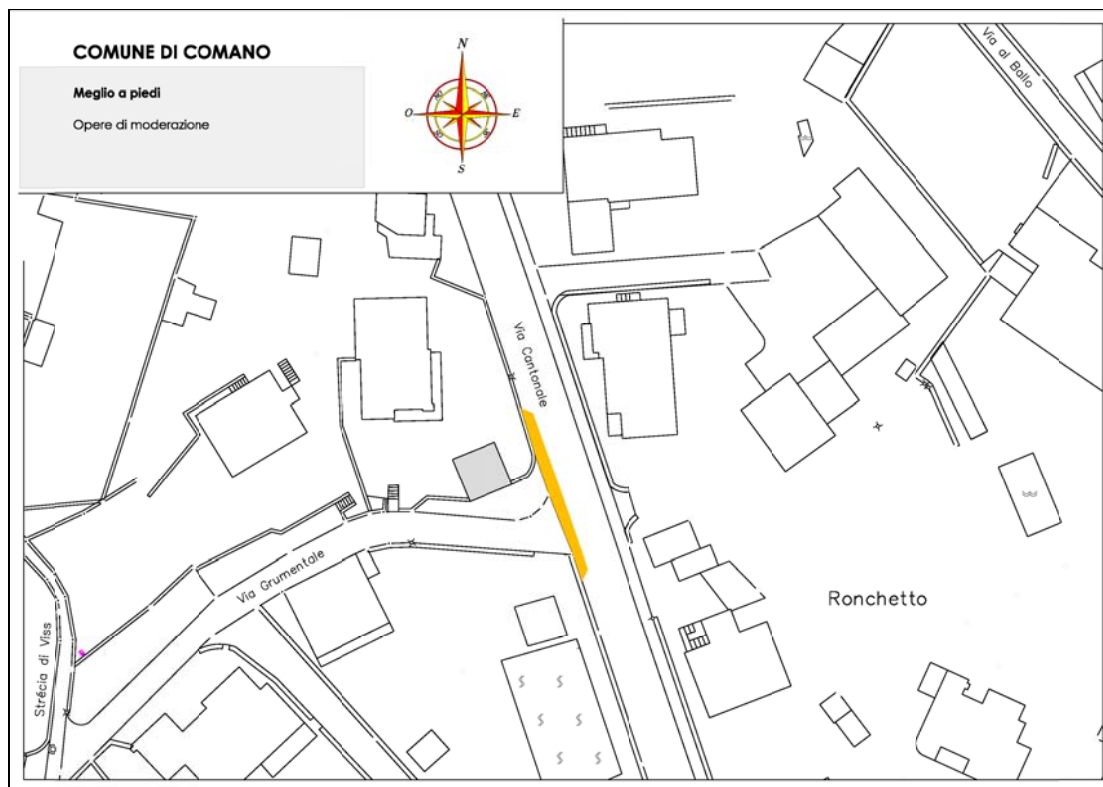 COMUNE DI COMANO
Meglio a piedi
Opere di moderazione
N
O
E
S
Via al Ballo
Via Cantonale
Via Grumentale
Strécia di Viss
Ronchetto